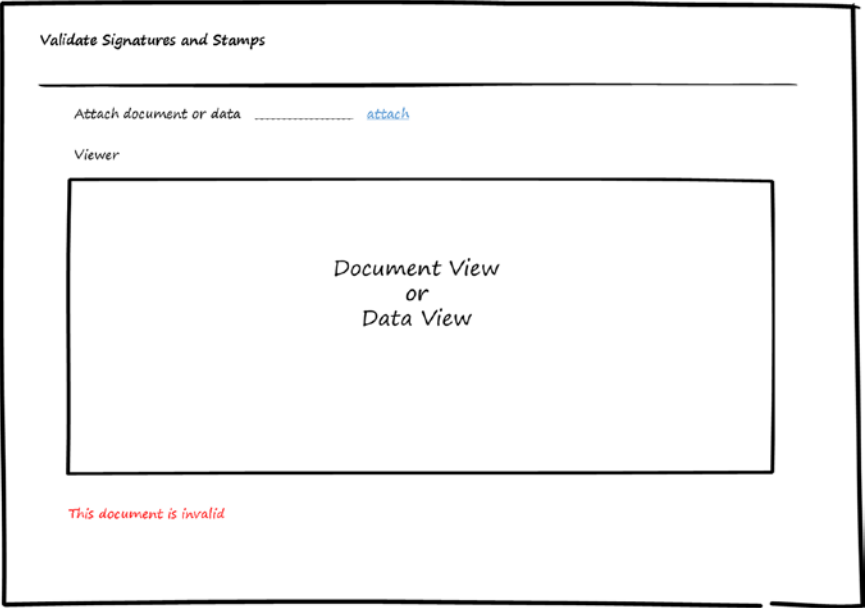 Validate Signatures and Stamps
Attach document or data _________________ attach
Viewer
Document View
or
Data View
This document is invalid